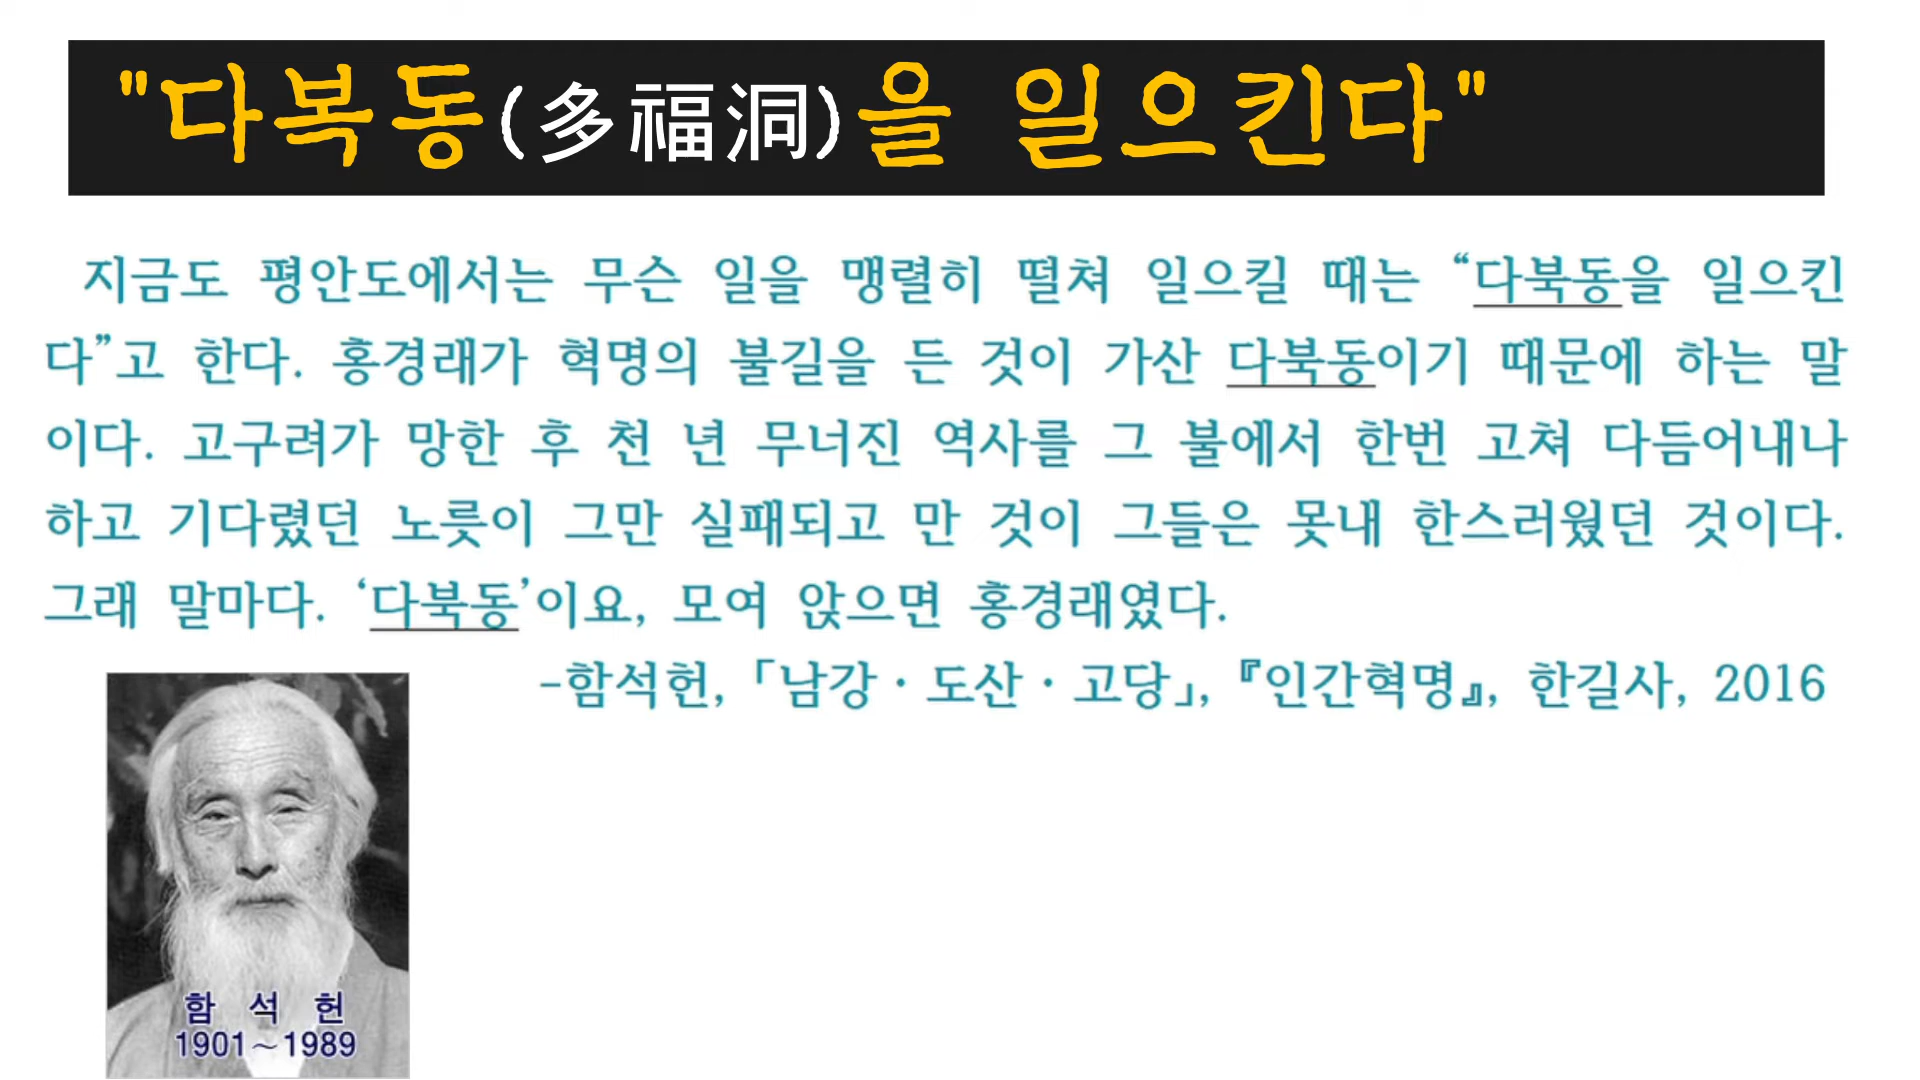 "다복동(多福洞)을 일으킨다"
지금도 평안도에서는 무슨 일을 맹렬히 떨쳐 일으킬 때는 “다북동을 일으킨
다”고 한다. 홍경래가 혁명의 불길을 든 것이 가산 다북동이기 때문에 하는 말
이다. 고구려가 망한 후 천 년 무너진 역사를 그 불에서 한번 고쳐 다듬어내나
하고 기다렸던 노릇이 그만 실패되고 만 것이 그들은 못내 한스러웠던 것이다.
그래 말마다. ‘다북동’이요, 모여 앉으면 홍경래였다.
-함석헌, 「남강·도산·고당」, 『인간혁명』, 한길사, 2016
함 석 헌
1901~1989